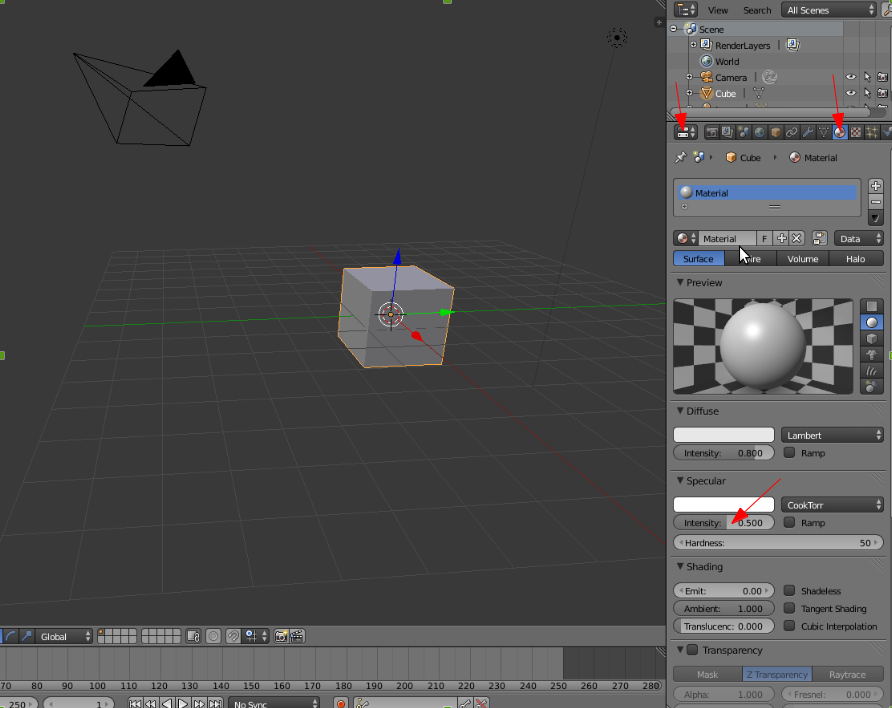 View Search All Scenes
Scene
RenderLayers
World
Camera
Cube
Cube Material
Material
Material F Data
Surface Wire Volume Halo
Preview
Diffuse
Lambert
Intensity: 0.800 Ramp
Specular
CookTorr
Intensity: 0.500 Ramp
Hardness: 50
Shading
Emit: 0.00 Shadeless
Ambient: 1.000 Tangent Shading
Translucenc: 0.000 Cubic Interpolation
Transparency
Mask Z Transparency Raytrace
Alpha: 1.000 Fresnel: 0.000
Global
70 80 90 100 110 120 130 140 150 160 170 180 190 200 210 220 230 240 250 260 270 280
250 1 No Sync